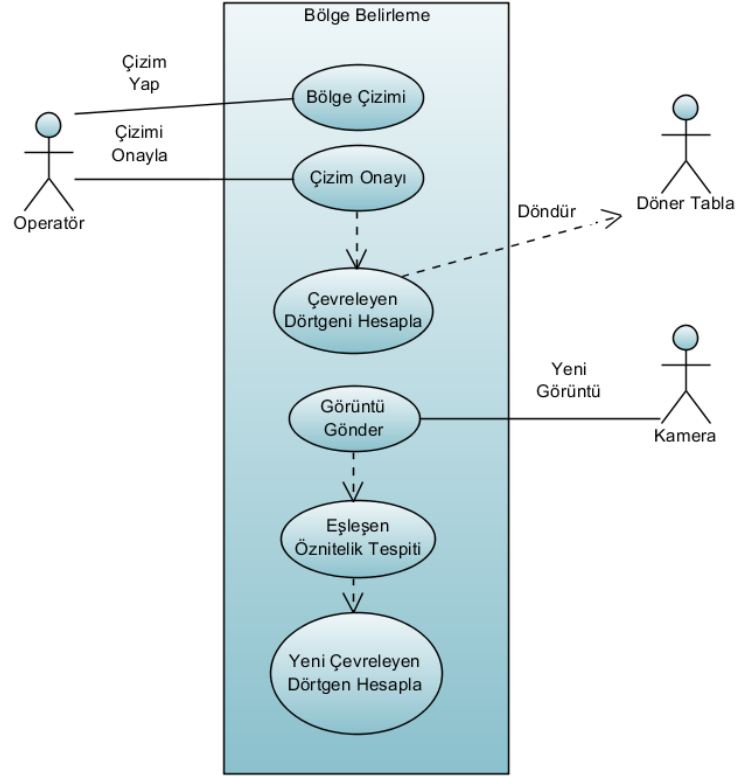 Bölge Belirleme
Çizim
Yap
Bölge Çizimi
Çizimi
Onayla
Çizim Onayı
Operatör
Döner Tabla
Döndür
Çevreleyen
Dörtgeni Hesapla
Yeni
Görüntü
Görüntü
Gönder
Kamera
Eşleşen
Öznitelik Tespiti
Yeni Çevreleyen
Dörtgen Hesapla